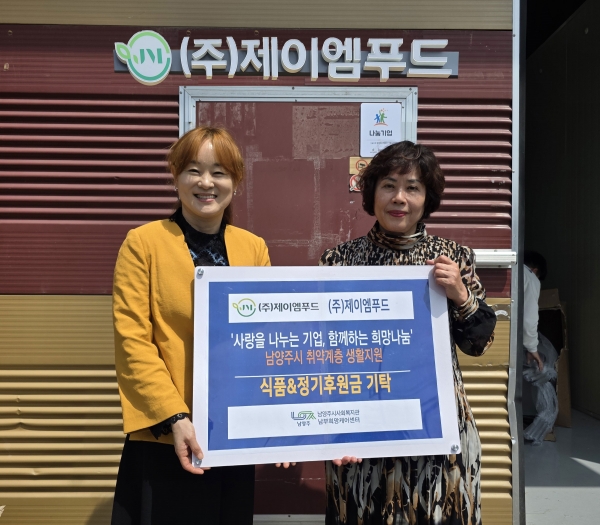 JM (주)제이엠푸드
나눔기업
JM (주)제이엠푸드 (주)제이엠푸드
'사랑을 나누는 기업, 함께하는 희망나눔'
남양주시 취약계층 생활지원
식품&정기후원금 기탁
남양주시사회복지관
남양주 남부희망케어센터